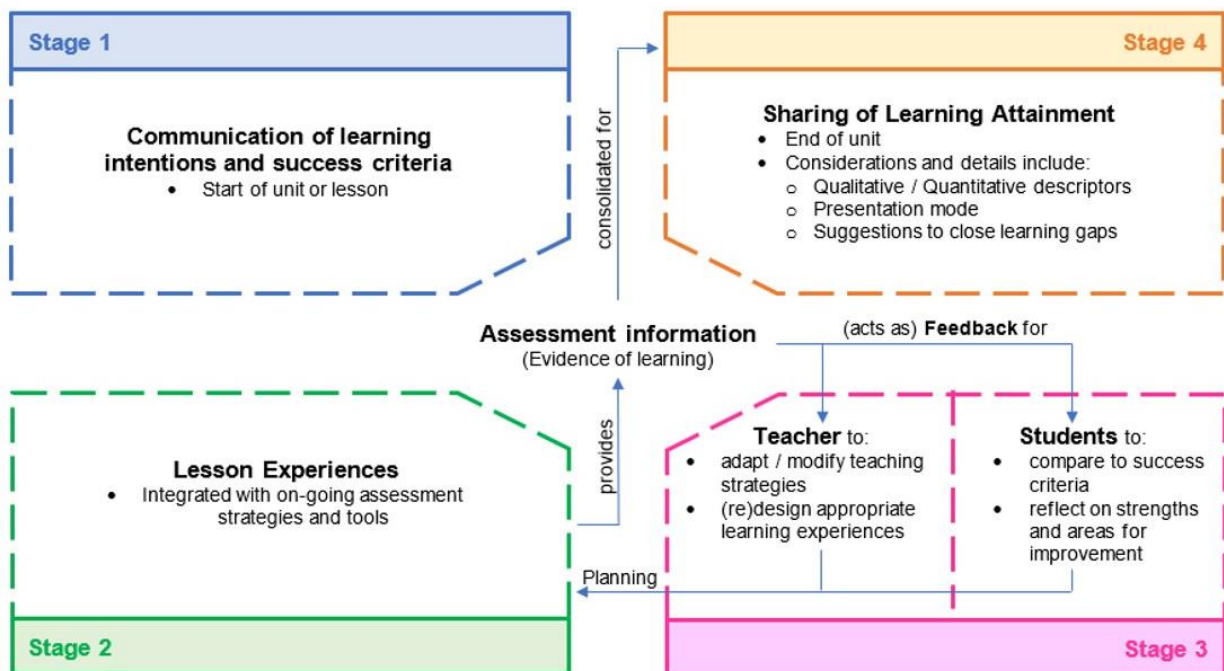 Stage 1
Communication of learning
intentions and success criteria
• Start of unit or lesson
consolidated for
Stage 4
Sharing of Learning Attainment
• End of unit
• Considerations and details include:
o Qualitative / Quantitative descriptors
o Presentation mode
o Suggestions to close learning gaps
Assessment information
(Evidence of learning)
(acts as) Feedback for
provides
Lesson Experiences
• Integrated with on-going assessment
strategies and tools
Stage 2
Teacher to:
• adapt / modify teaching
strategies
• (re)design appropriate
learning experiences
Students to:
• compare to success
criteria
• reflect on strengths
and areas for
improvement
Planning
Stage 3